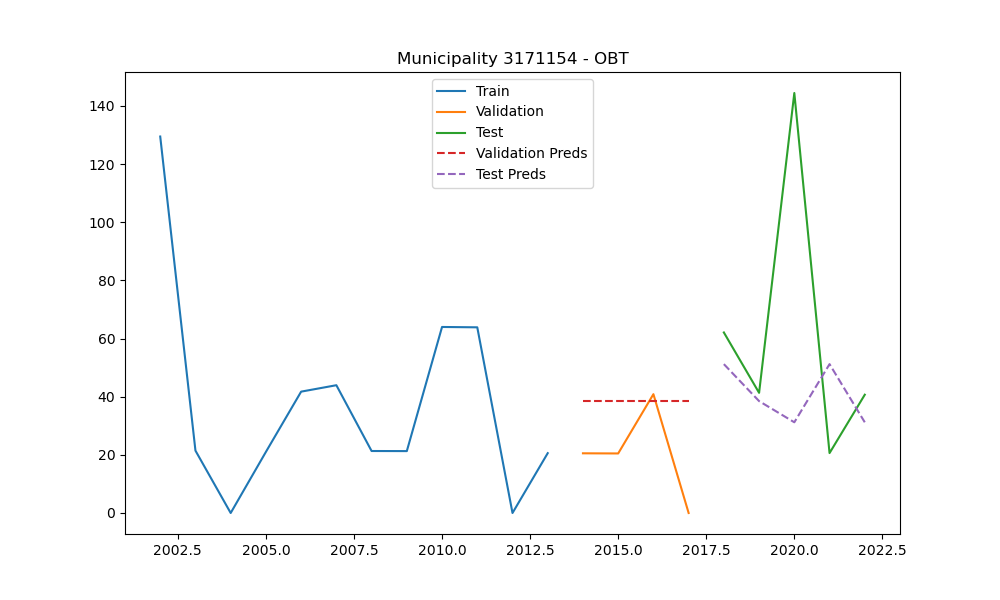 Municipality 3171154 - OBT
Train
Validation
Test
Validation Preds
Test Preds
140
120
100
80
60
40
20
0
2002.5 2005.0 2007.5 2010.0 2012.5 2015.0 2017.5 2020.0 2022.5